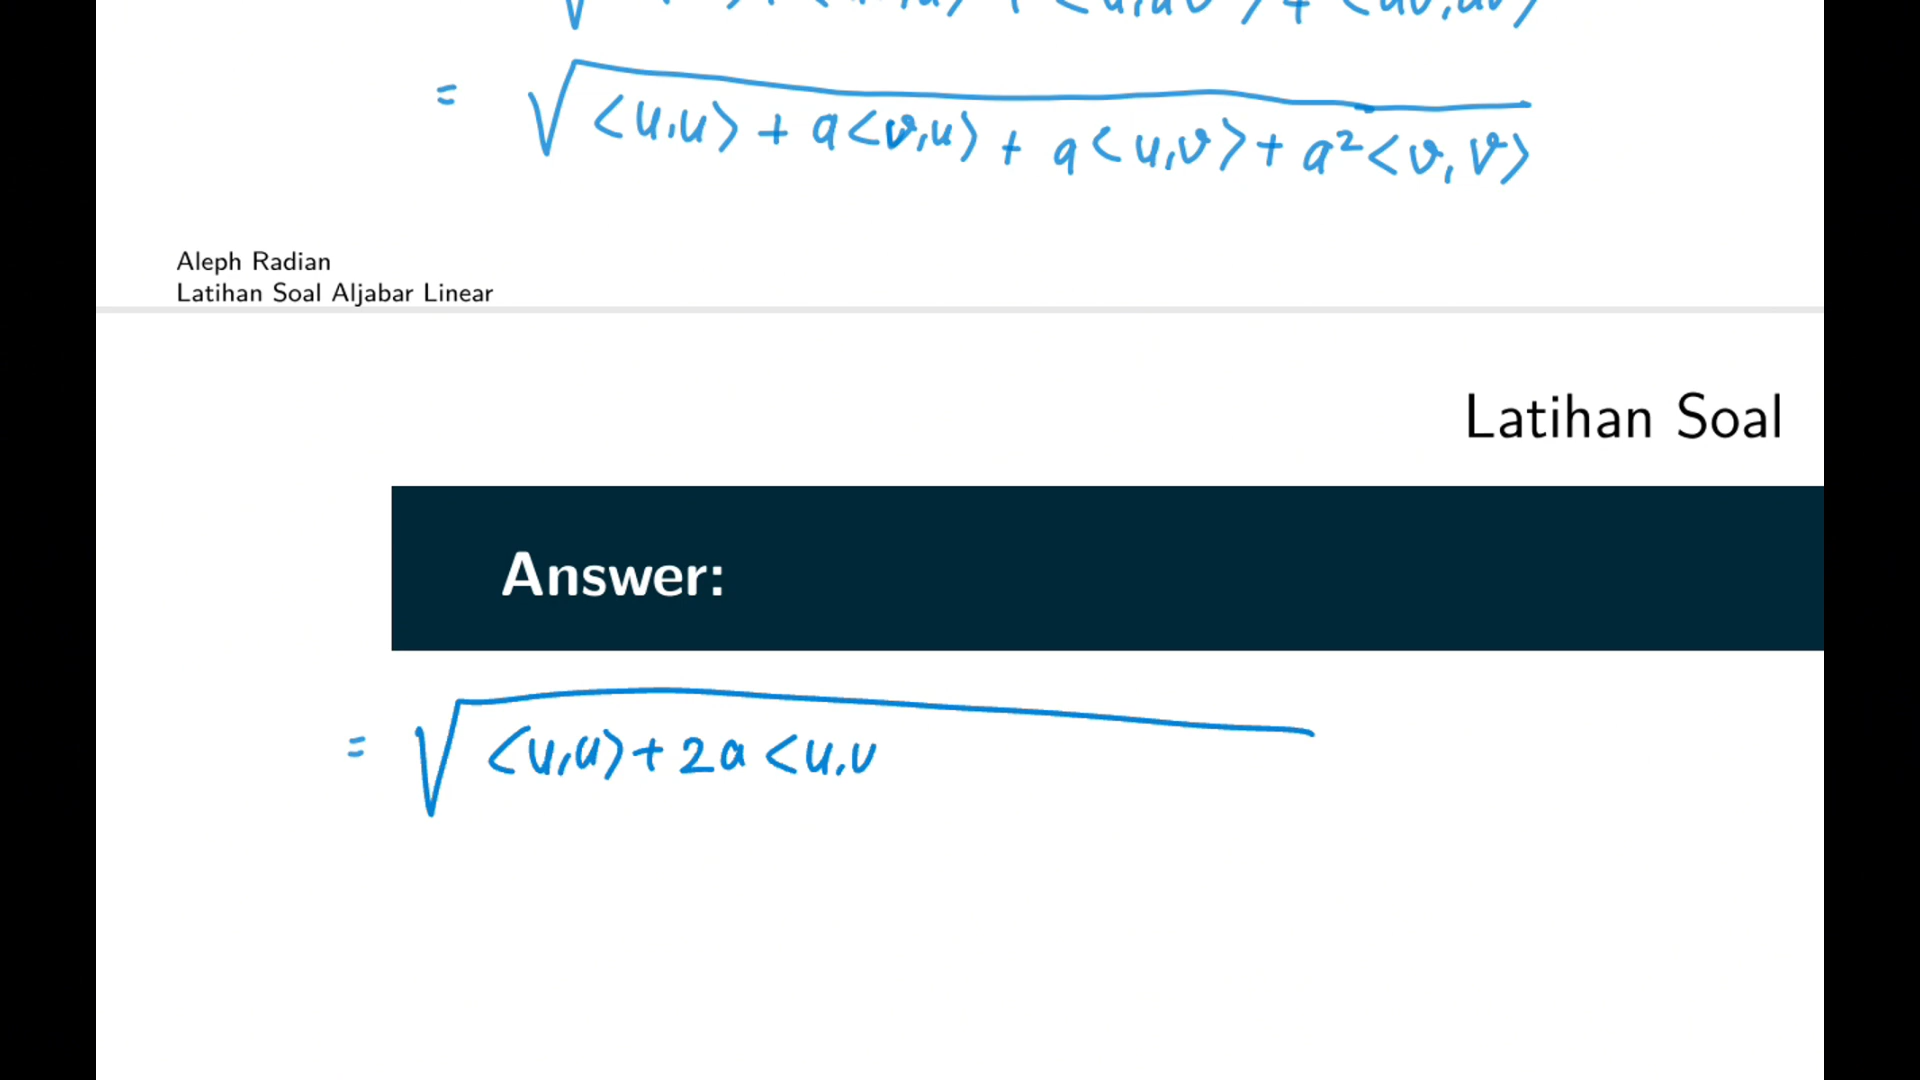 = √<u,u> + a<v,u> + a<u,v> + a²<v,v>
Aleph Radian
Latihan Soal Aljabar Linear
Latihan Soal
Answer:
= √<u,u> + 2a <u,v